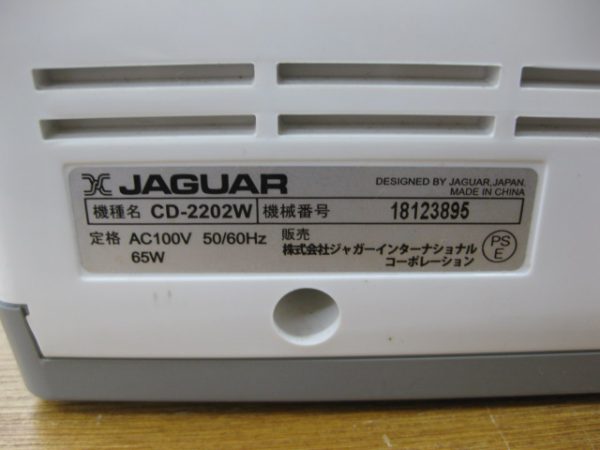 JAGUAR
DESIGNED BY JAGUAR,JAPAN.
MADE IN CHINA
機種名 CD-2202W 機械番号 18123895
定格 AC100V 50/60Hz
65W
販売
株式会社ジャガーインターナショナル
コーポレーション
PS
E